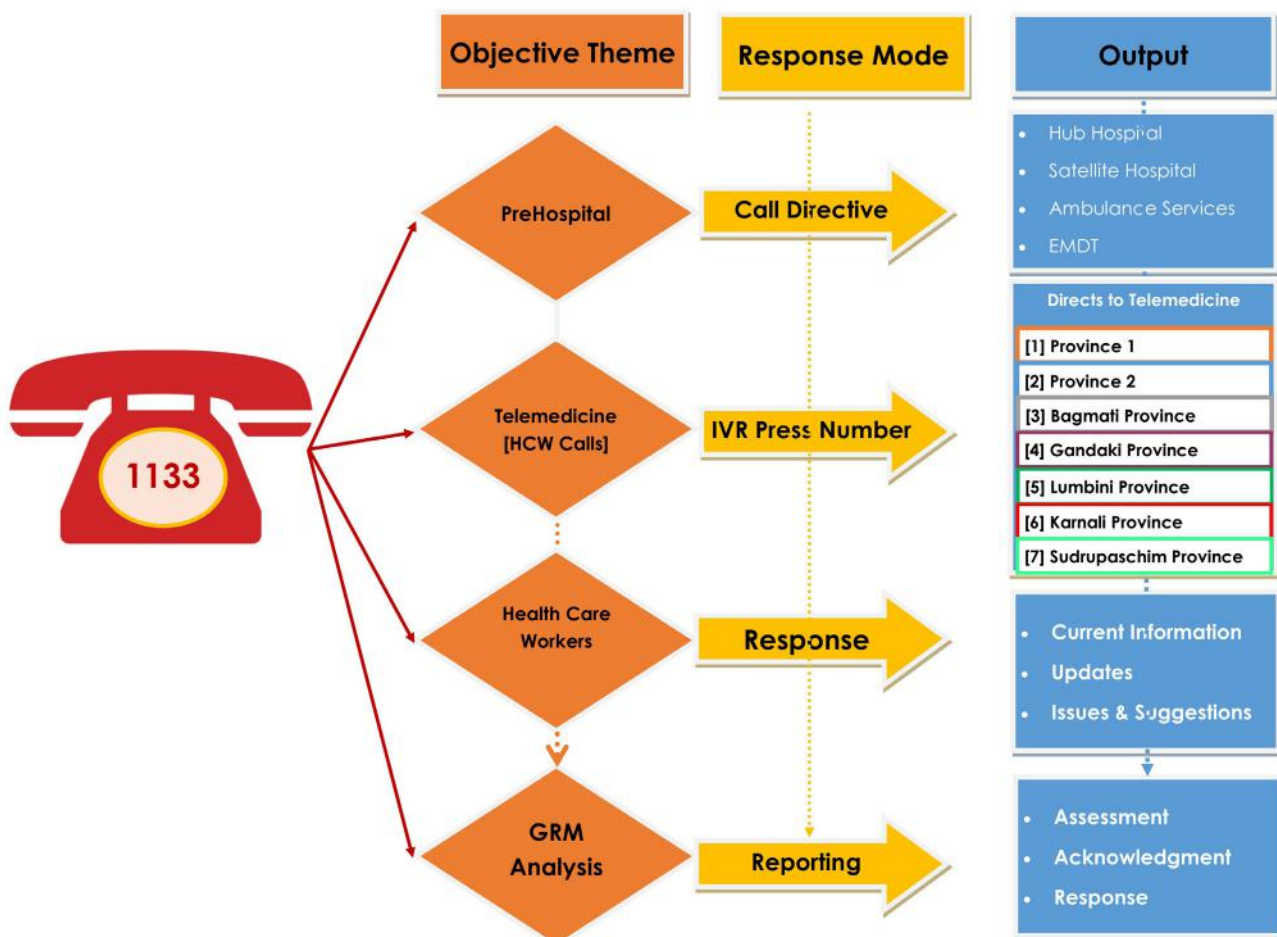 Objective Theme
Response Mode
Output
PreHospital
Call Directive
• Hub Hospital
• Satellite Hospital
• Ambulance Services
• EMDT
1133
Telemedicine
[HCW Calls]
IVR Press Number
Directs to Telemedicine
[1] Province 1
[2] Province 2
[3] Bagmati Province
[4] Gandaki Province
[5] Lumbini Province
[6] Karnali Province
[7] Sudrupaschim Province
Health Care
Workers
Response
• Current Information
• Updates
• Issues & Suggestions
GRM
Analysis
Reporting
• Assessment
• Acknowledgment
• Response